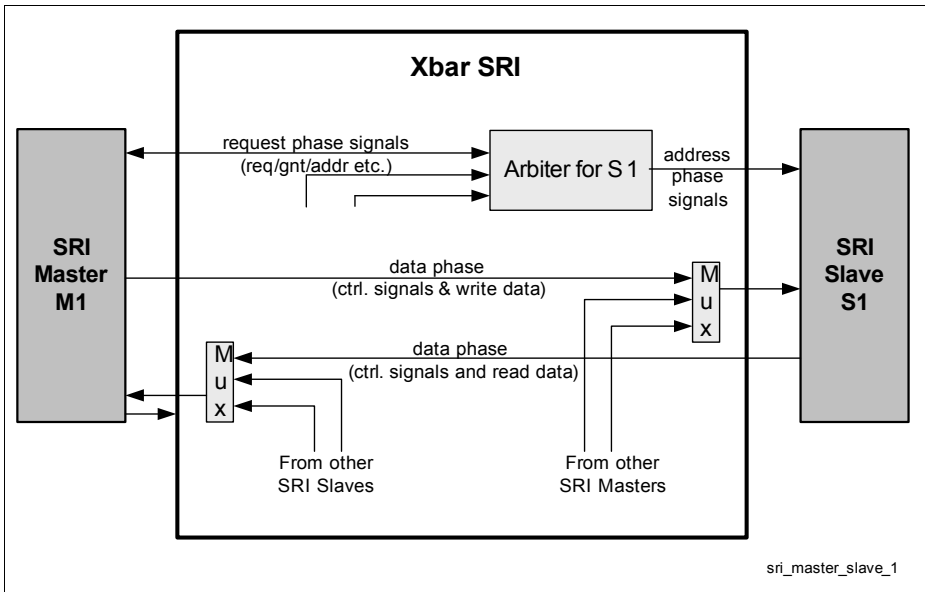 Xbar SRI
request phase signals
(req/gnt/addr etc.)
Arbiter for S1
address
phase
signals
SRI
Master
M1
SRI
Slave
S1
data phase
(ctrl. signals & write data)
M
u
x
data phase
(ctrl. signals and read data)
M
u
x
From other
SRI Slaves
From other
SRI Masters
sri_master_slave_1